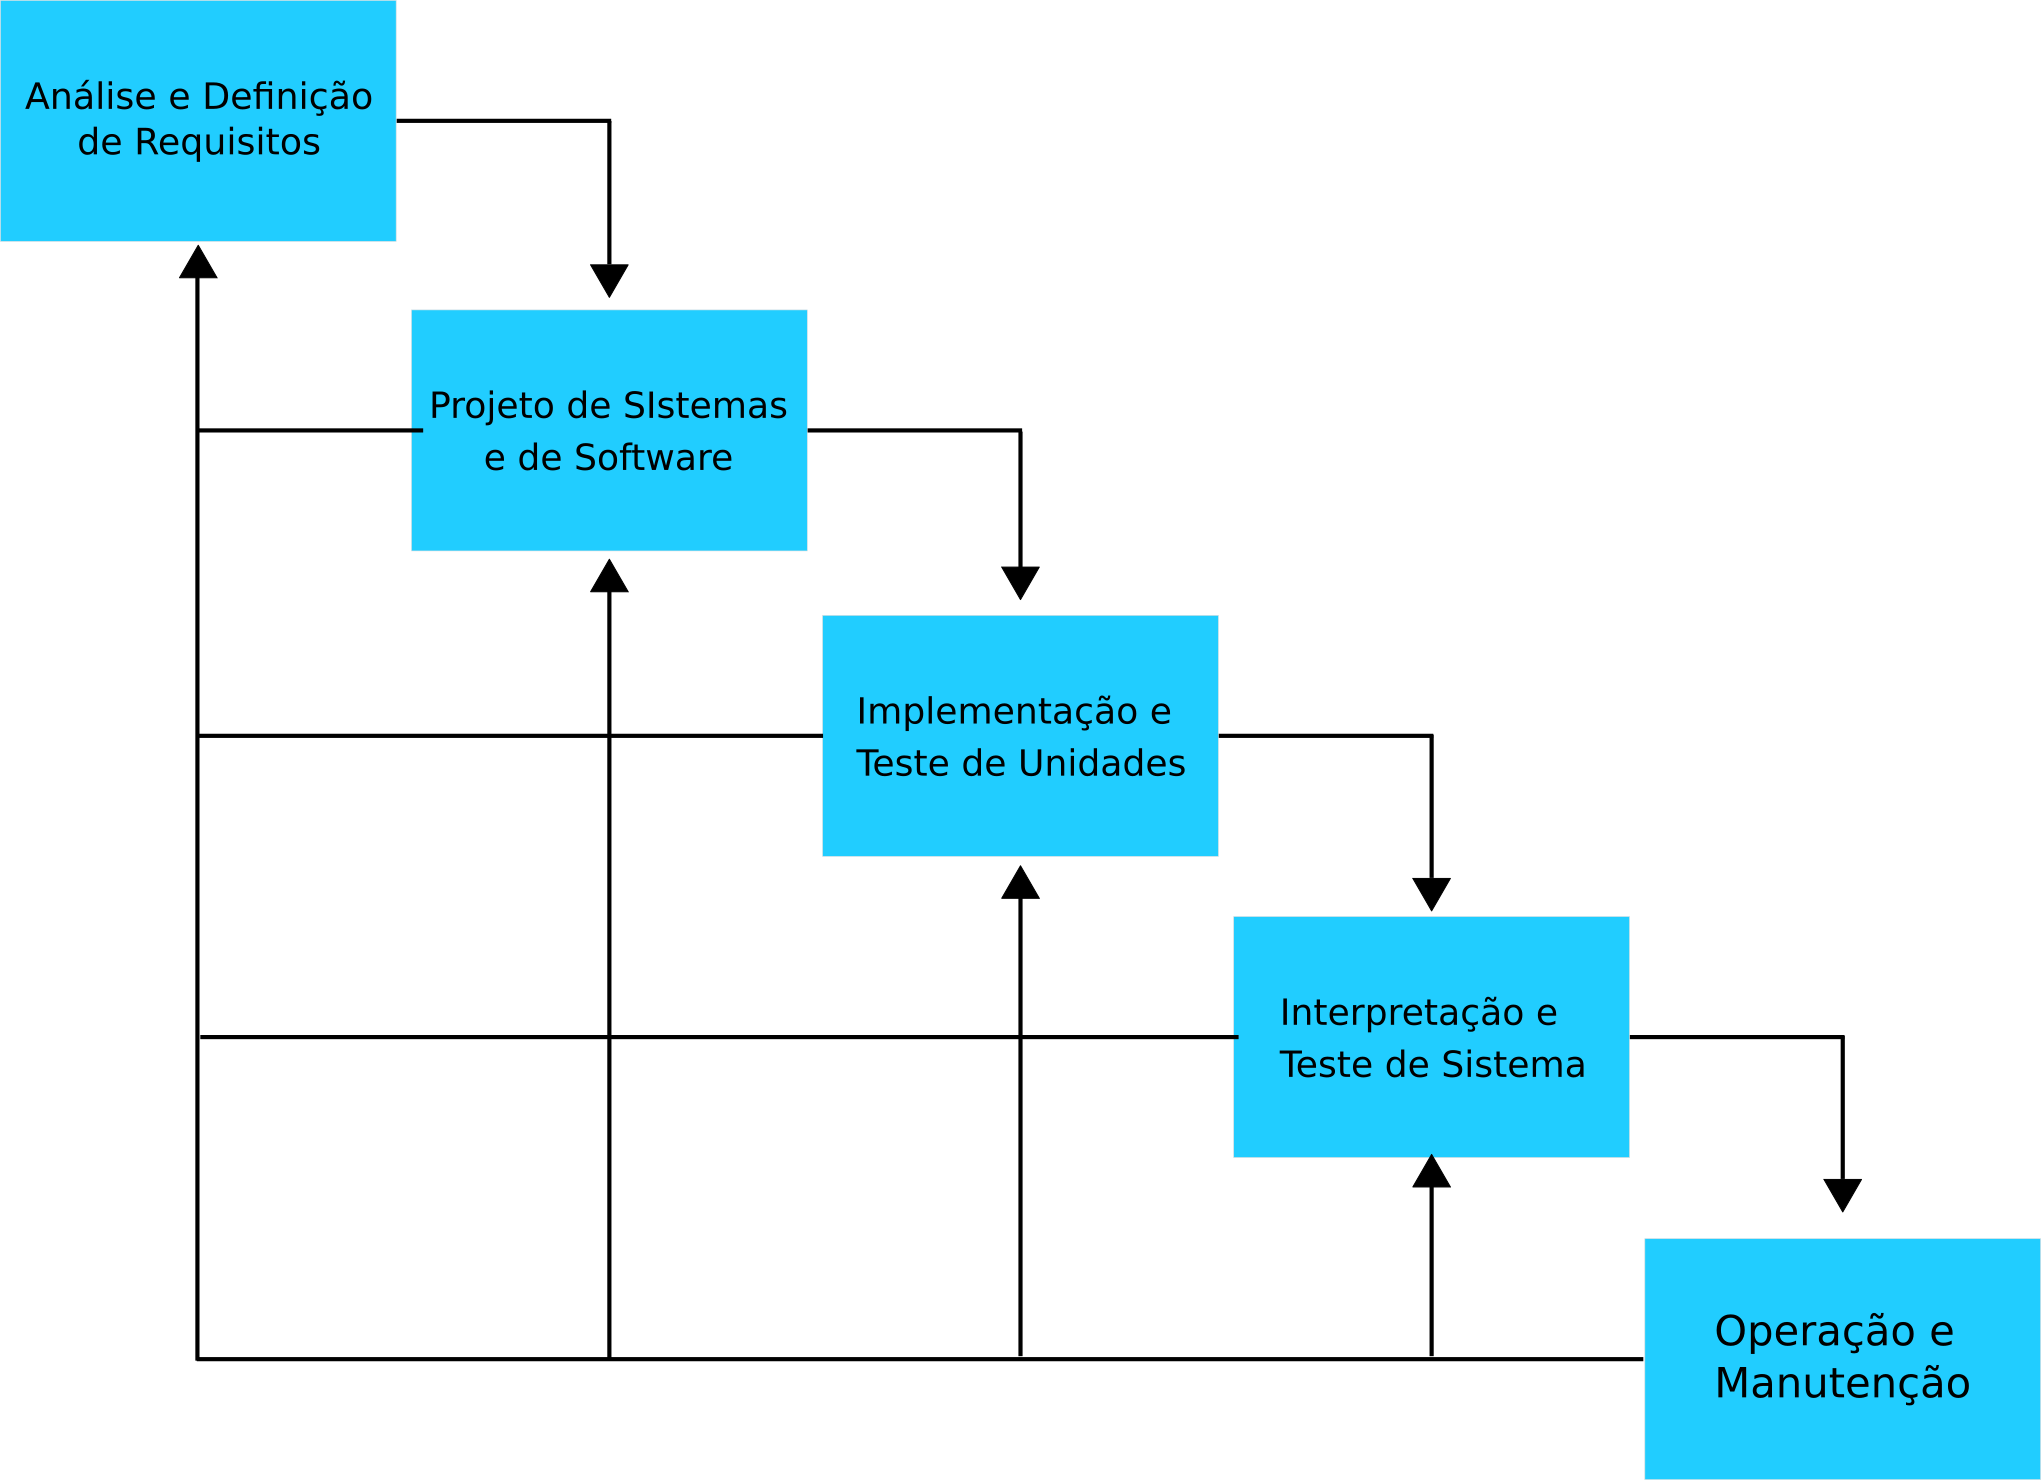 Análise e Definição
de Requisitos
Projeto de SIstemas
e de Software
Implementação e
Teste de Unidades
Interpretação e
Teste de Sistema
Operação e
Manutenção